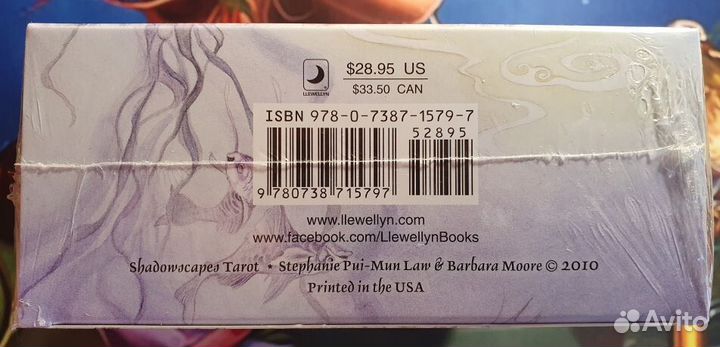 LLEWELLYN
$28.95 US
$33.50 CAN
ISBN 978-0-7387-1579-7
52895
9 780738 715797
www.llewellyn.com
www.facebook.com/LlewellynBooks
Shadowscapes Tarot • Stephanie Pui-Mun Law & Barbara Moore © 2010
Printed in the USA
Avito